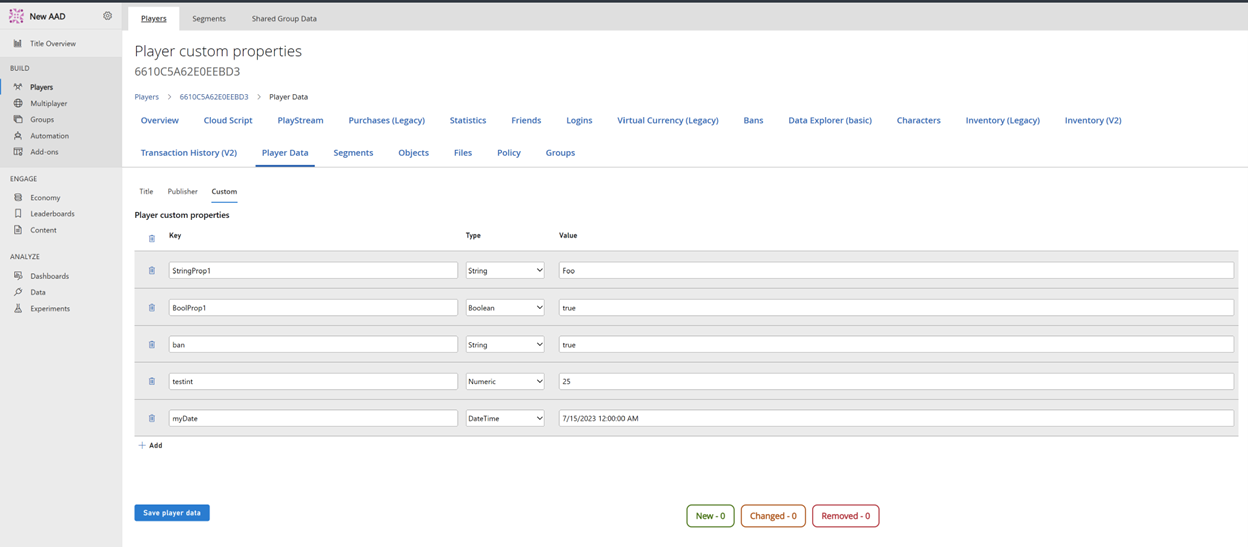 New AAD
Players Segments Shared Group Data
Title Overview
BUILD
Players
Multiplayer
Groups
Automation
Add-ons
ENGAGE
Economy
Leaderboards
Content
ANALYZE
Dashboards
Data
Experiments
Player custom properties
6610C5A62E0EEBD3
Players > 6610C5A62E0EEBD3 > Player Data
Overview Cloud Script PlayStream Purchases (Legacy) Statistics Friends Logins Virtual Currency (Legacy) Bans Data Explorer (basic) Characters Inventory (Legacy) Inventory (V2)
Transaction History (V2) Player Data Segments Objects Files Policy Groups
Title Publisher Custom
Player custom properties
Key Type Value
StringProp1 String Foo
BoolProp1 Boolean true
ban String true
testint Numeric 25
myDate DateTime 7/15/2023 12:00:00 AM
+ Add
Save player data New - 0 Changed - 0 Removed - 0